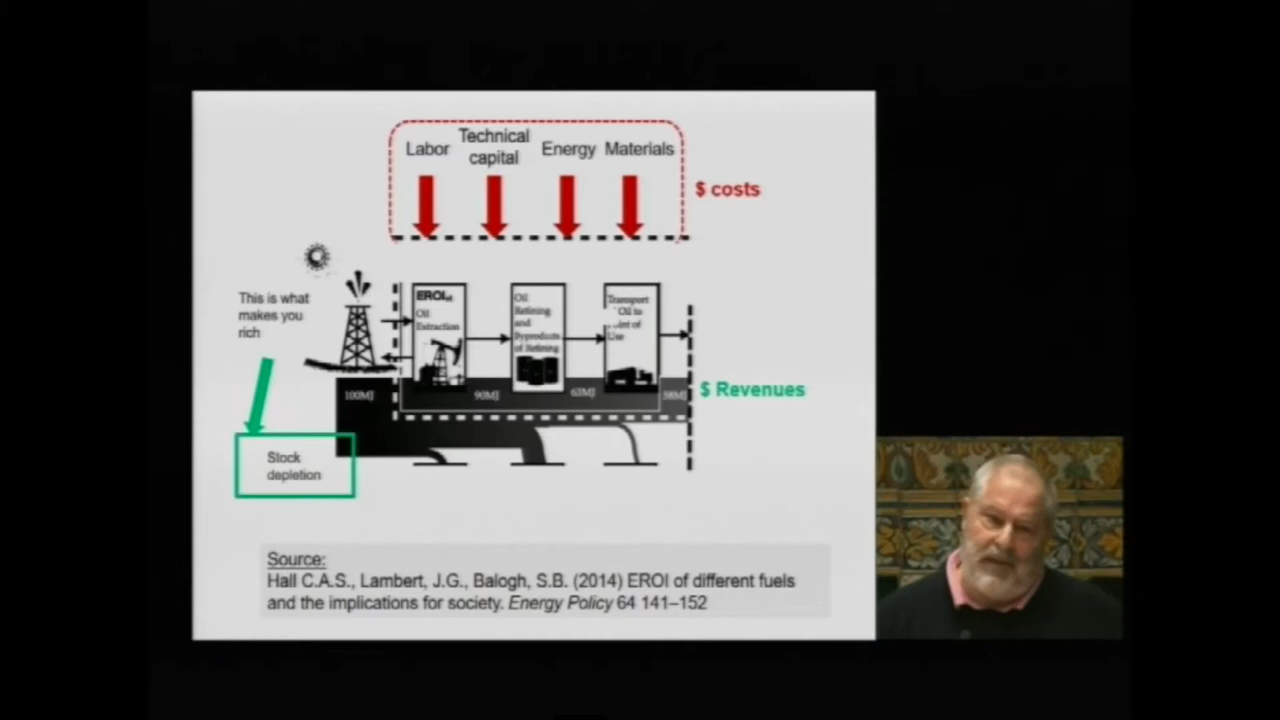 Labor
Technical
capital
Energy
Materials
$ costs
This is what
makes you
rich
EROIst
Oil
Extraction
Oil
Refining
and
Byproducts
of Refining
Transport
Oil to
of
Use
100MJ
90MJ
63MJ
58MJ
$ Revenues
Stock
depletion
Source:
Hall C.A.S., Lambert, J.G., Balogh, S.B. (2014) EROI of different fuels
and the implications for society. Energy Policy 64 141–152